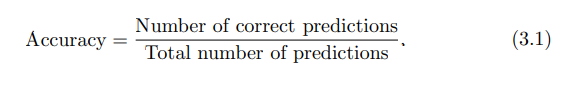 Accuracy = Number of correct predictions / Total number of predictions, (3.1)